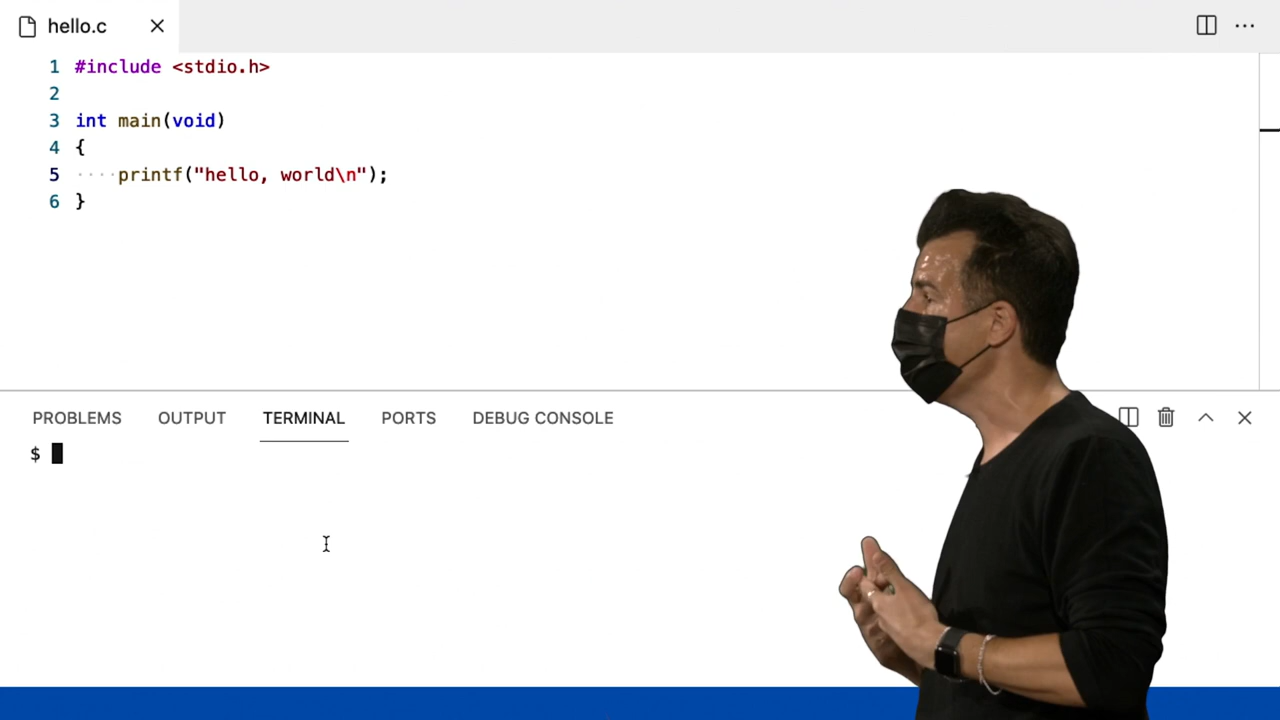 hello.c
1 #include <stdio.h>
2
3 int main(void)
4 {
5 ····printf("hello, world\n");
6 }
PROBLEMS OUTPUT TERMINAL PORTS DEBUG CONSOLE
$